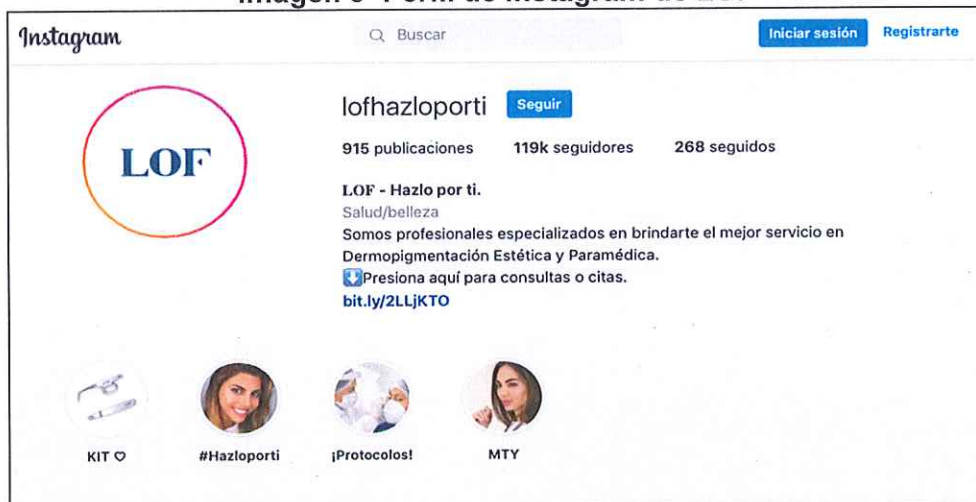 Instagram
Buscar
Iniciar sesión
Registrarte
LOF
lofhazloporti
Seguir
915 publicaciones 119k seguidores 268 seguidos
LOF - Hazlo por ti.
Salud/belleza
Somos profesionales especializados en brindarte el mejor servicio en
Dermopigmentación Estética y Paramédica.
⬇️Presiona aquí para consultas o citas.
bit.ly/2LLjKTO
KIT ♡ #Hazloporti ¡Protocolos! MTY